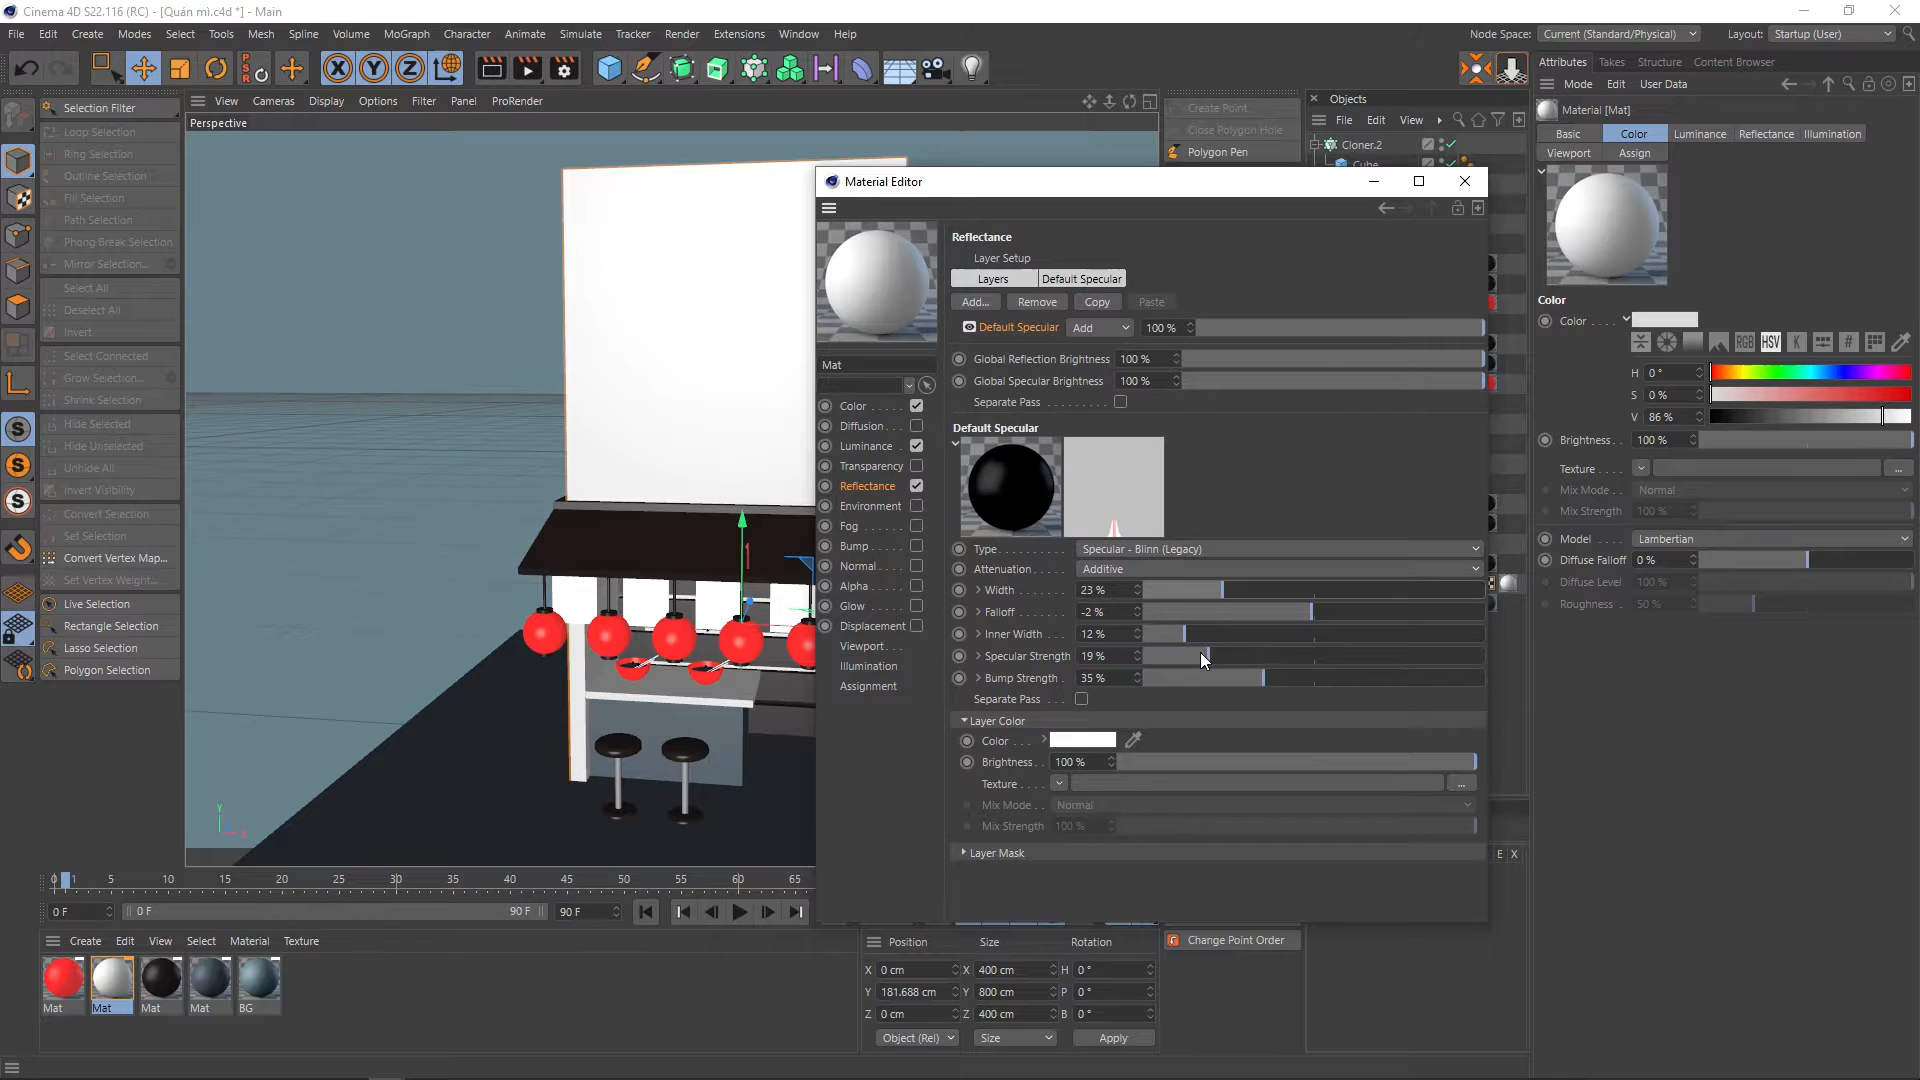 Cinema 4D S22.116 (RC) - [Quán mì.c4d *] - Main
File Edit Create Modes Select Tools Mesh Spline Volume MoGraph Character Animate Simulate Tracker Render Extensions Window Help
Node Space: Current (Standard/Physical) Layout: Startup (User)
PSR X Y Z
Attributes Takes Structure Content Browser
Mode Edit User Data
Material [Mat]
Basic Color Luminance Reflectance Illumination
Viewport Assign
Color
Color
RGB HSV K #
H 0 °
S 0 %
V 86 %
Brightness 100 %
Texture ...
Mix Mode Normal
Mix Strength 100 %
Model Lambertian
Diffuse Falloff 0 %
Diffuse Level 100 %
Roughness 50 %
Selection Filter
Loop Selection
Ring Selection
Outline Selection
Fill Selection
Path Selection
Phong Break Selection
Mirror Selection...
Select All
Deselect All
Invert
Select Connected
Grow Selection...
Shrink Selection
Hide Selected
Hide Unselected
Unhide All
Invert Visibility
Convert Selection
Set Selection
Convert Vertex Map...
Set Vertex Weight...
Live Selection
Rectangle Selection
Lasso Selection
Polygon Selection
View Cameras Display Options Filter Panel ProRender
Perspective
Create Point
Close Polygon Hole
Polygon Pen
Change Point Order
Objects
File Edit View
Cloner.2
Cube
Material Editor
Mat
Color
Diffusion
Luminance
Transparency
Reflectance
Environment
Fog
Bump
Normal
Alpha
Glow
Displacement
Viewport
Illumination
Assignment
Reflectance
Layer Setup
Layers Default Specular
Add... Remove Copy Paste
Default Specular Add 100 %
Global Reflection Brightness 100 %
Global Specular Brightness 100 %
Separate Pass
Default Specular
Type Specular - Blinn (Legacy)
Attenuation Additive
Width 23 %
Falloff -2 %
Inner Width 12 %
Specular Strength 19 %
Bump Strength 35 %
Separate Pass
Layer Color
Color
Brightness 100 %
Texture ...
Mix Mode Normal
Mix Strength 100 %
Layer Mask
E X
Y X
0 1 5 10 15 20 25 30 35 40 45 50 55 60 65
0 F 0 F 90 F 90 F
Create Edit View Select Material Texture
Mat Mat Mat Mat BG
Position Size Rotation
X 0 cm X 400 cm H 0 °
Y 181.688 cm Y 800 cm P 0 °
Z 0 cm Z 400 cm B 0 °
Object (Rel) Size Apply